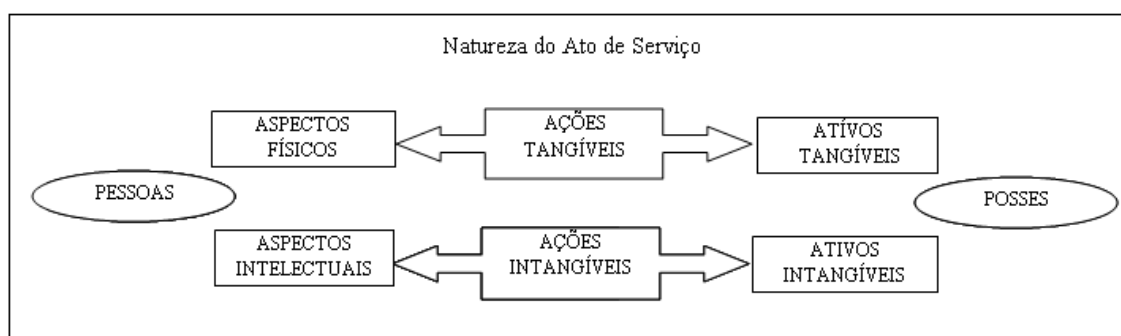 Natureza do Ato de Serviço
ASPECTOS
FÍSICOS
AÇÕES
TANGÍVEIS
ATÍVOS
TANGÍVEIS
PESSOAS
POSSES
ASPECTOS
INTELECTUAIS
AÇÕES
INTANGÍVEIS
ATIVOS
INTANGÍVEIS